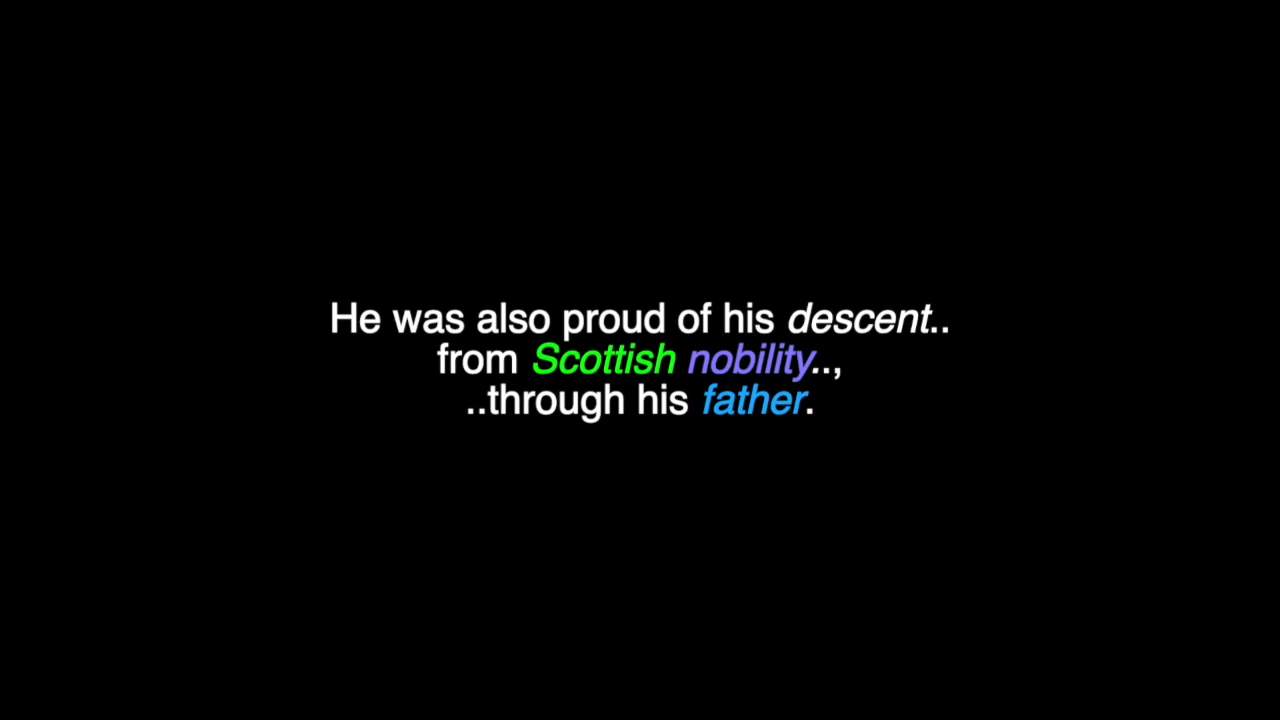 He was also proud of his descent..
from Scottish nobility..,
..through his father.